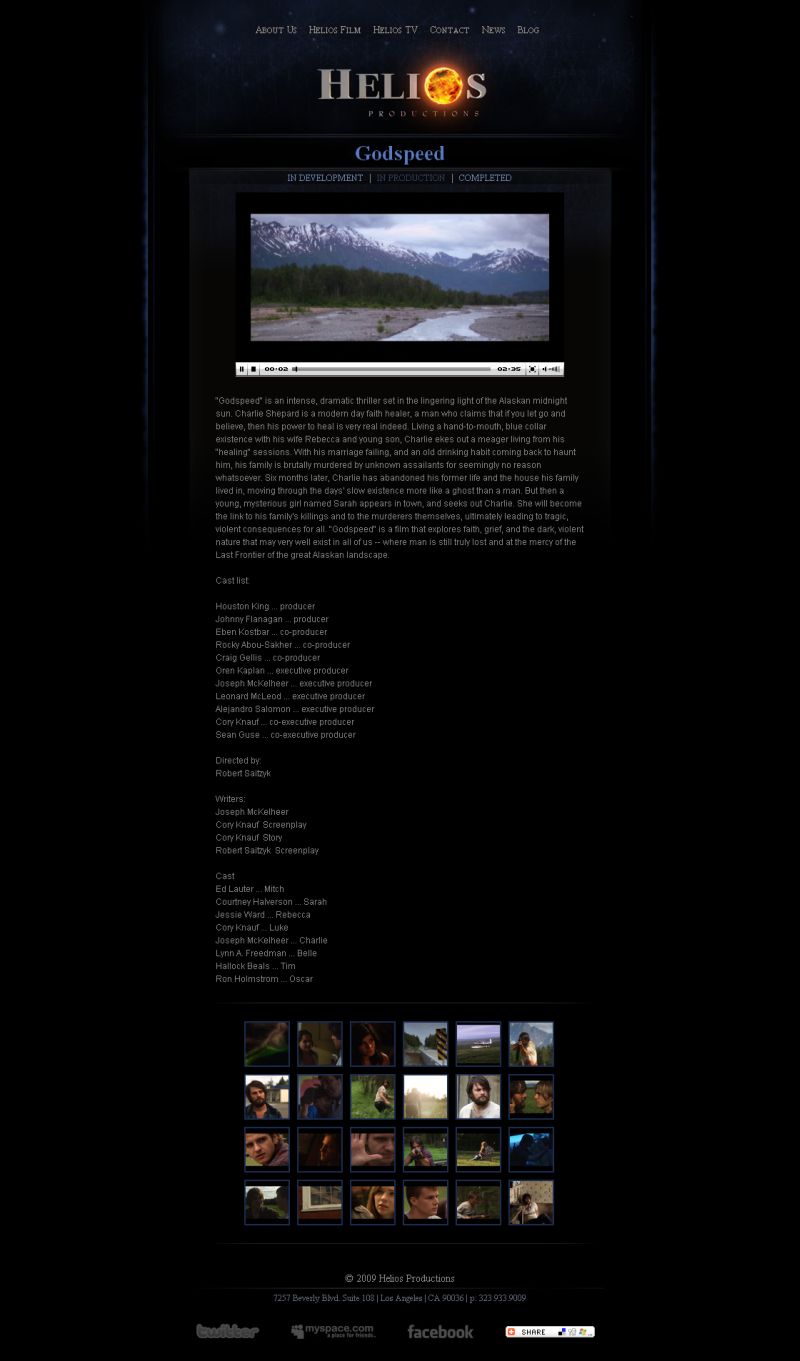 About Us Helios Film Helios TV Contact News Blog
HELIOS
PRODUCTIONS
Godspeed
IN DEVELOPMENT | IN PRODUCTION | COMPLETED
00:02 02:35
"Godspeed" is an intense, dramatic thriller set in the lingering light of the Alaskan midnight
sun. Charlie Shepard is a modern day faith healer, a man who claims that if you let go and
believe, then his power to heal is very real indeed. Living a hand-to-mouth, blue collar
existence with his wife Rebecca and young son, Charlie ekes out a meager living from his
"healing" sessions. With his marriage failing, and an old drinking habit coming back to haunt
him, his family is brutally murdered by unknown assailants for seemingly no reason
whatsoever. Six months later, Charlie has abandoned his former life and the house his family
lived in, moving through the days' slow existence more like a ghost than a man. But then a
young, mysterious girl named Sarah appears in town, and seeks out Charlie. She will become
the link to his family's killings and to the murderers themselves, ultimately leading to tragic,
violent consequences for all. "Godspeed" is a film that explores faith, grief, and the dark, violent
nature that may very well exist in all of us -- where man is still truly lost and at the mercy of the
Last Frontier of the great Alaskan landscape.
Cast list:
Houston King ... producer
Johnny Flanagan ... producer
Eben Kostbar ... co-producer
Rocky Abou-Sakher ... co-producer
Craig Gellis ... co-producer
Oren Kaplan ... executive producer
Joseph McKelheer ... executive producer
Leonard McLeod ... executive producer
Alejandro Salomon ... executive producer
Cory Knauf ... co-executive producer
Sean Guse ... co-executive producer
Directed by:
Robert Saitzyk
Writers:
Joseph McKelheer
Cory Knauf Screenplay
Cory Knauf Story
Robert Saitzyk Screenplay
Cast
Ed Lauter ... Mitch
Courtney Halverson ... Sarah
Jessie Ward ... Rebecca
Cory Knauf ... Luke
Joseph McKelheer ... Charlie
Lynn A. Freedman ... Belle
Hallock Beals ... Tim
Ron Holmstrom ... Oscar
© 2009 Helios Productions
7257 Beverly Blvd. Suite 108 | Los Angeles | CA 90036 | p. 323.933.9009
twitter myspace.com facebook SHARE
a place for friends.